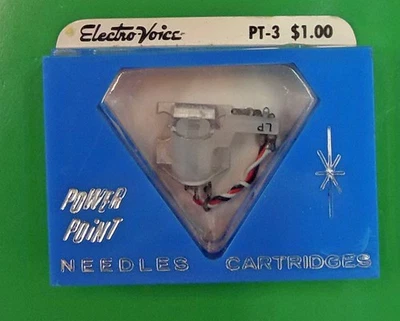 Electro-Voice PT-3 $1.00
LP
POWER
POINT
NEEDLES CARTRIDGES